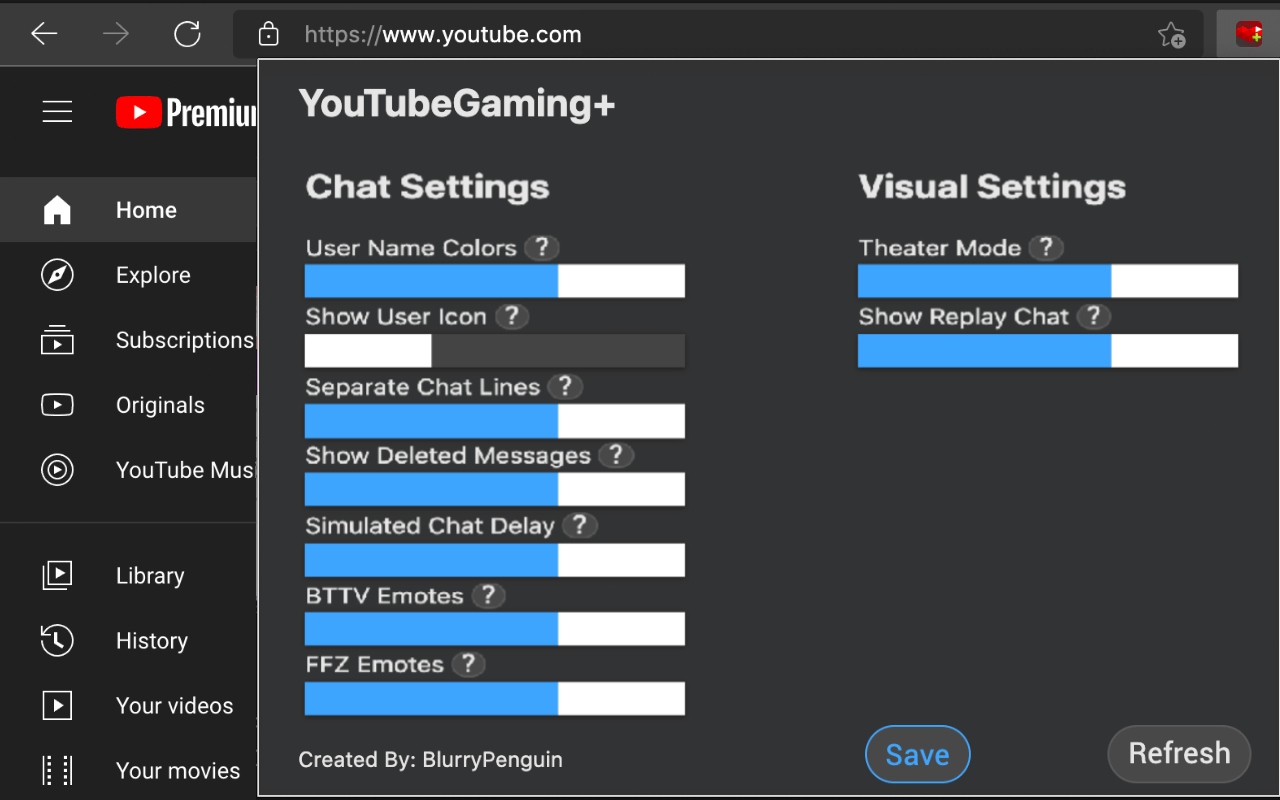 https://www.youtube.com
Premium
Home
Explore
Subscriptions
Originals
YouTube Musi
Library
History
Your videos
Your movies
YouTubeGaming+
Chat Settings
User Name Colors ?
Show User Icon ?
Separate Chat Lines ?
Show Deleted Messages ?
Simulated Chat Delay ?
BTTV Emotes ?
FFZ Emotes ?
Visual Settings
Theater Mode ?
Show Replay Chat ?
Created By: BlurryPenguin
Save
Refresh